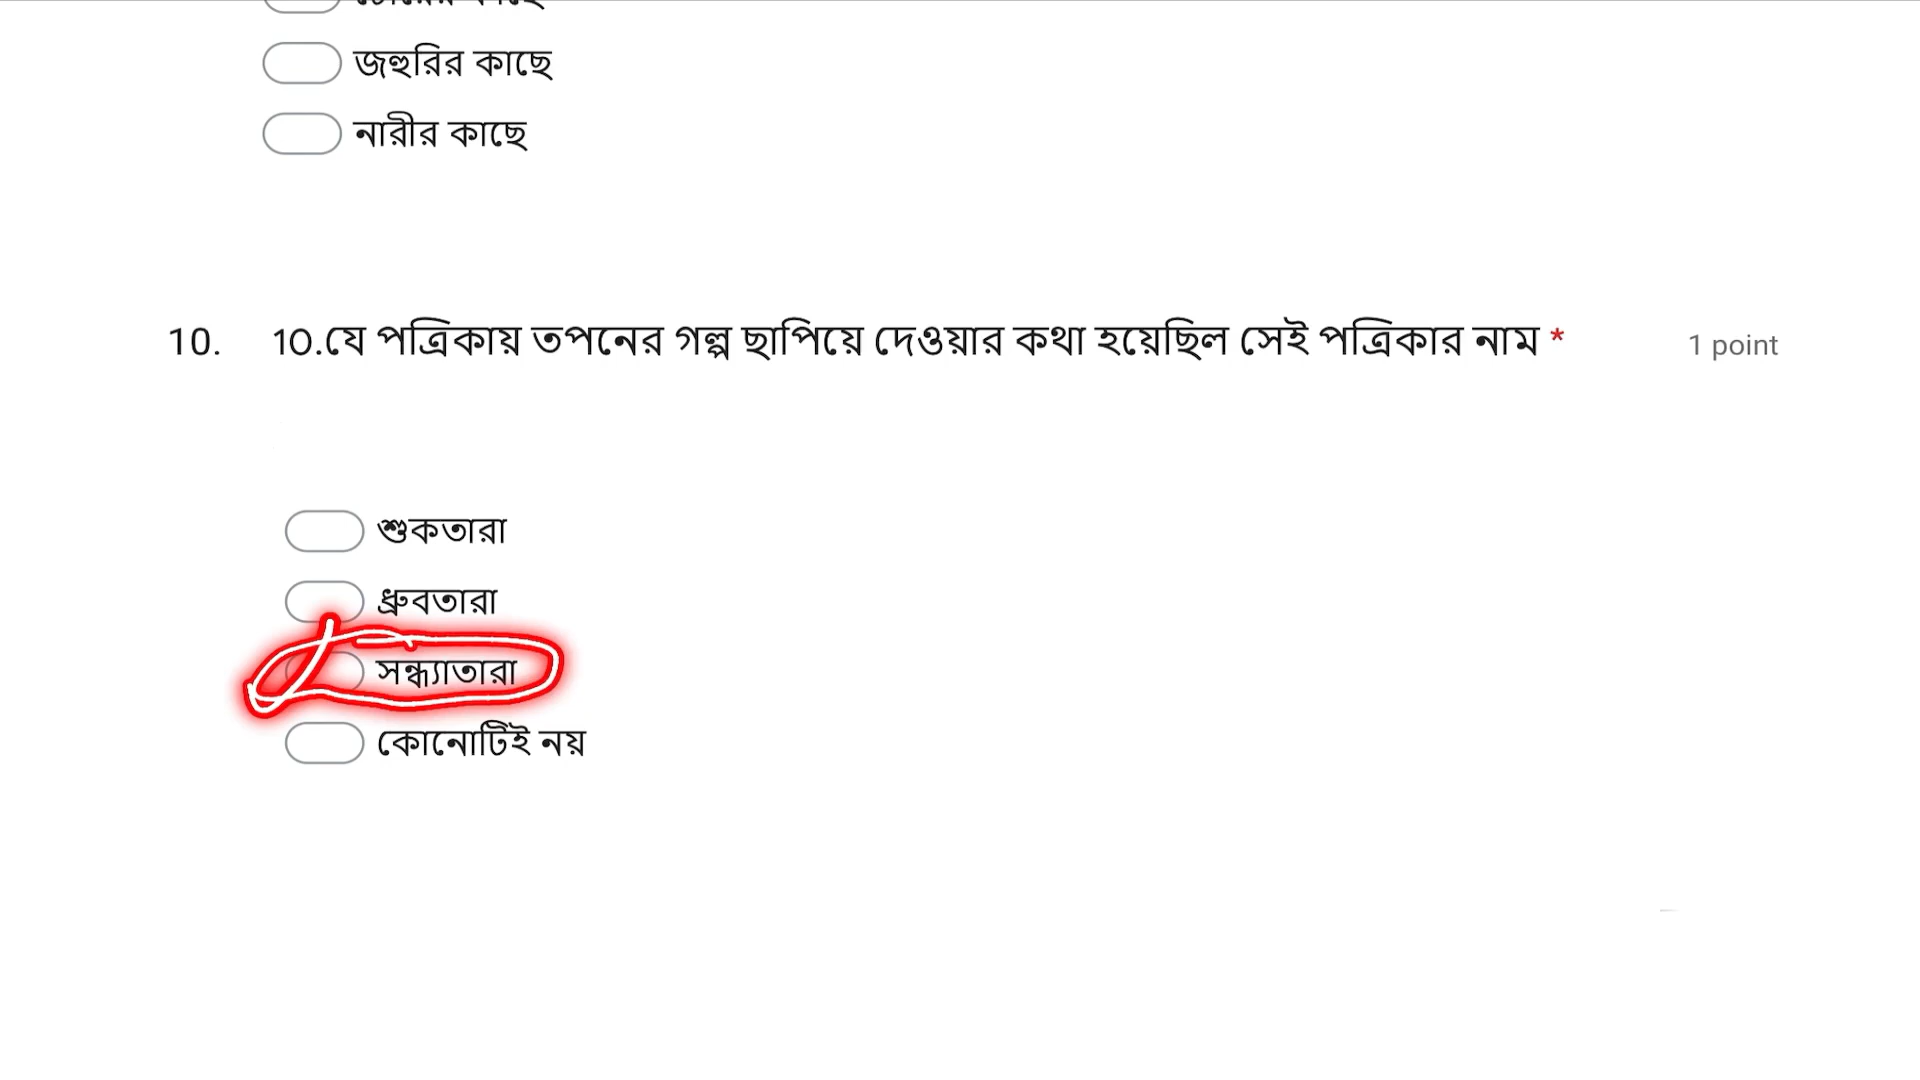 জহুরির কাছে
নারীর কাছে
10. 10.যে পত্রিকায় তপনের গল্প ছাপিয়ে দেওয়ার কথা হয়েছিল সেই পত্রিকার নাম * 1 point
শুকতারা
ধ্রুবতারা
সন্ধ্যাতারা
কোনোটিই নয়